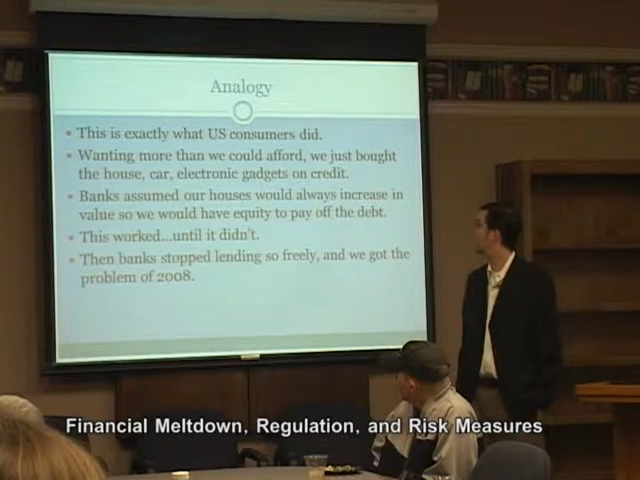 Analogy
This is exactly what US consumers did.
Wanting more than we could afford, we just bought
the house, car, electronic gadgets on credit.
Banks assumed our houses would always increase in
value so we would have equity to pay off the debt.
This worked...until it didn't.
Then banks stopped lending so freely, and we got the
problem of 2008.
Financial Meltdown, Regulation, and Risk Measures